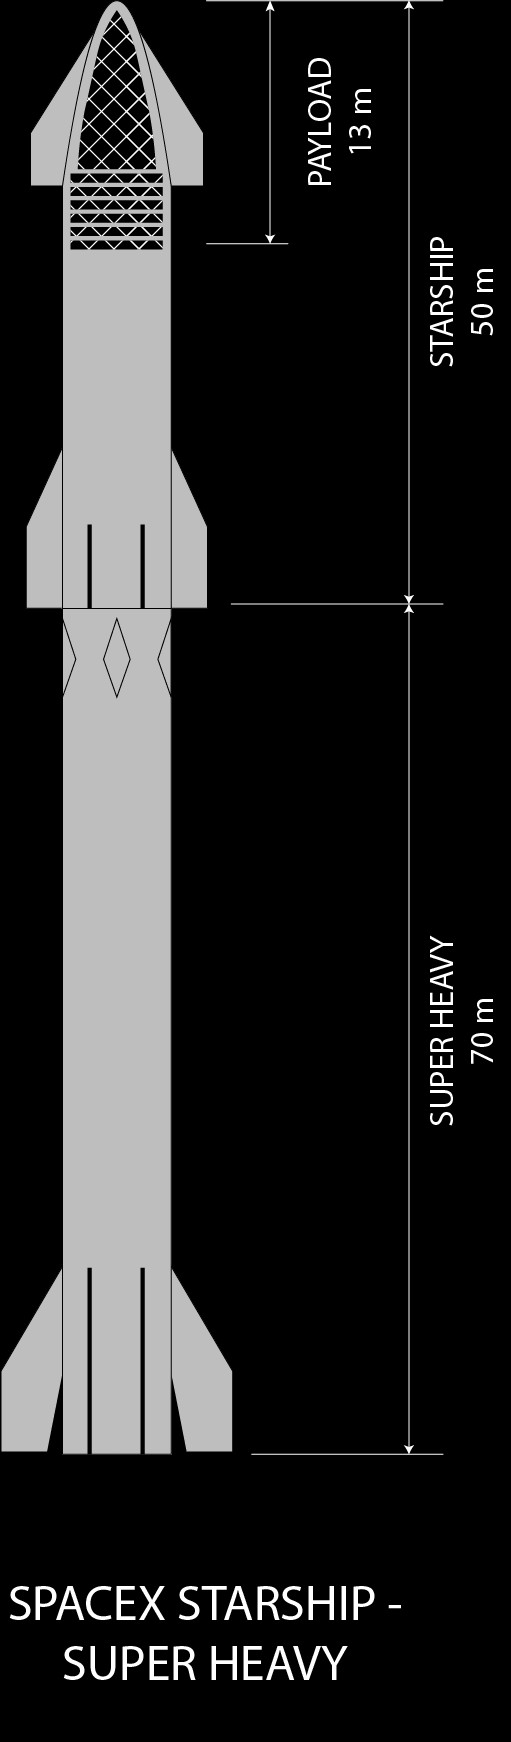 PAYLOAD
13 m
STARSHIP
50 m
SUPER HEAVY
70 m
SPACEX STARSHIP -
SUPER HEAVY